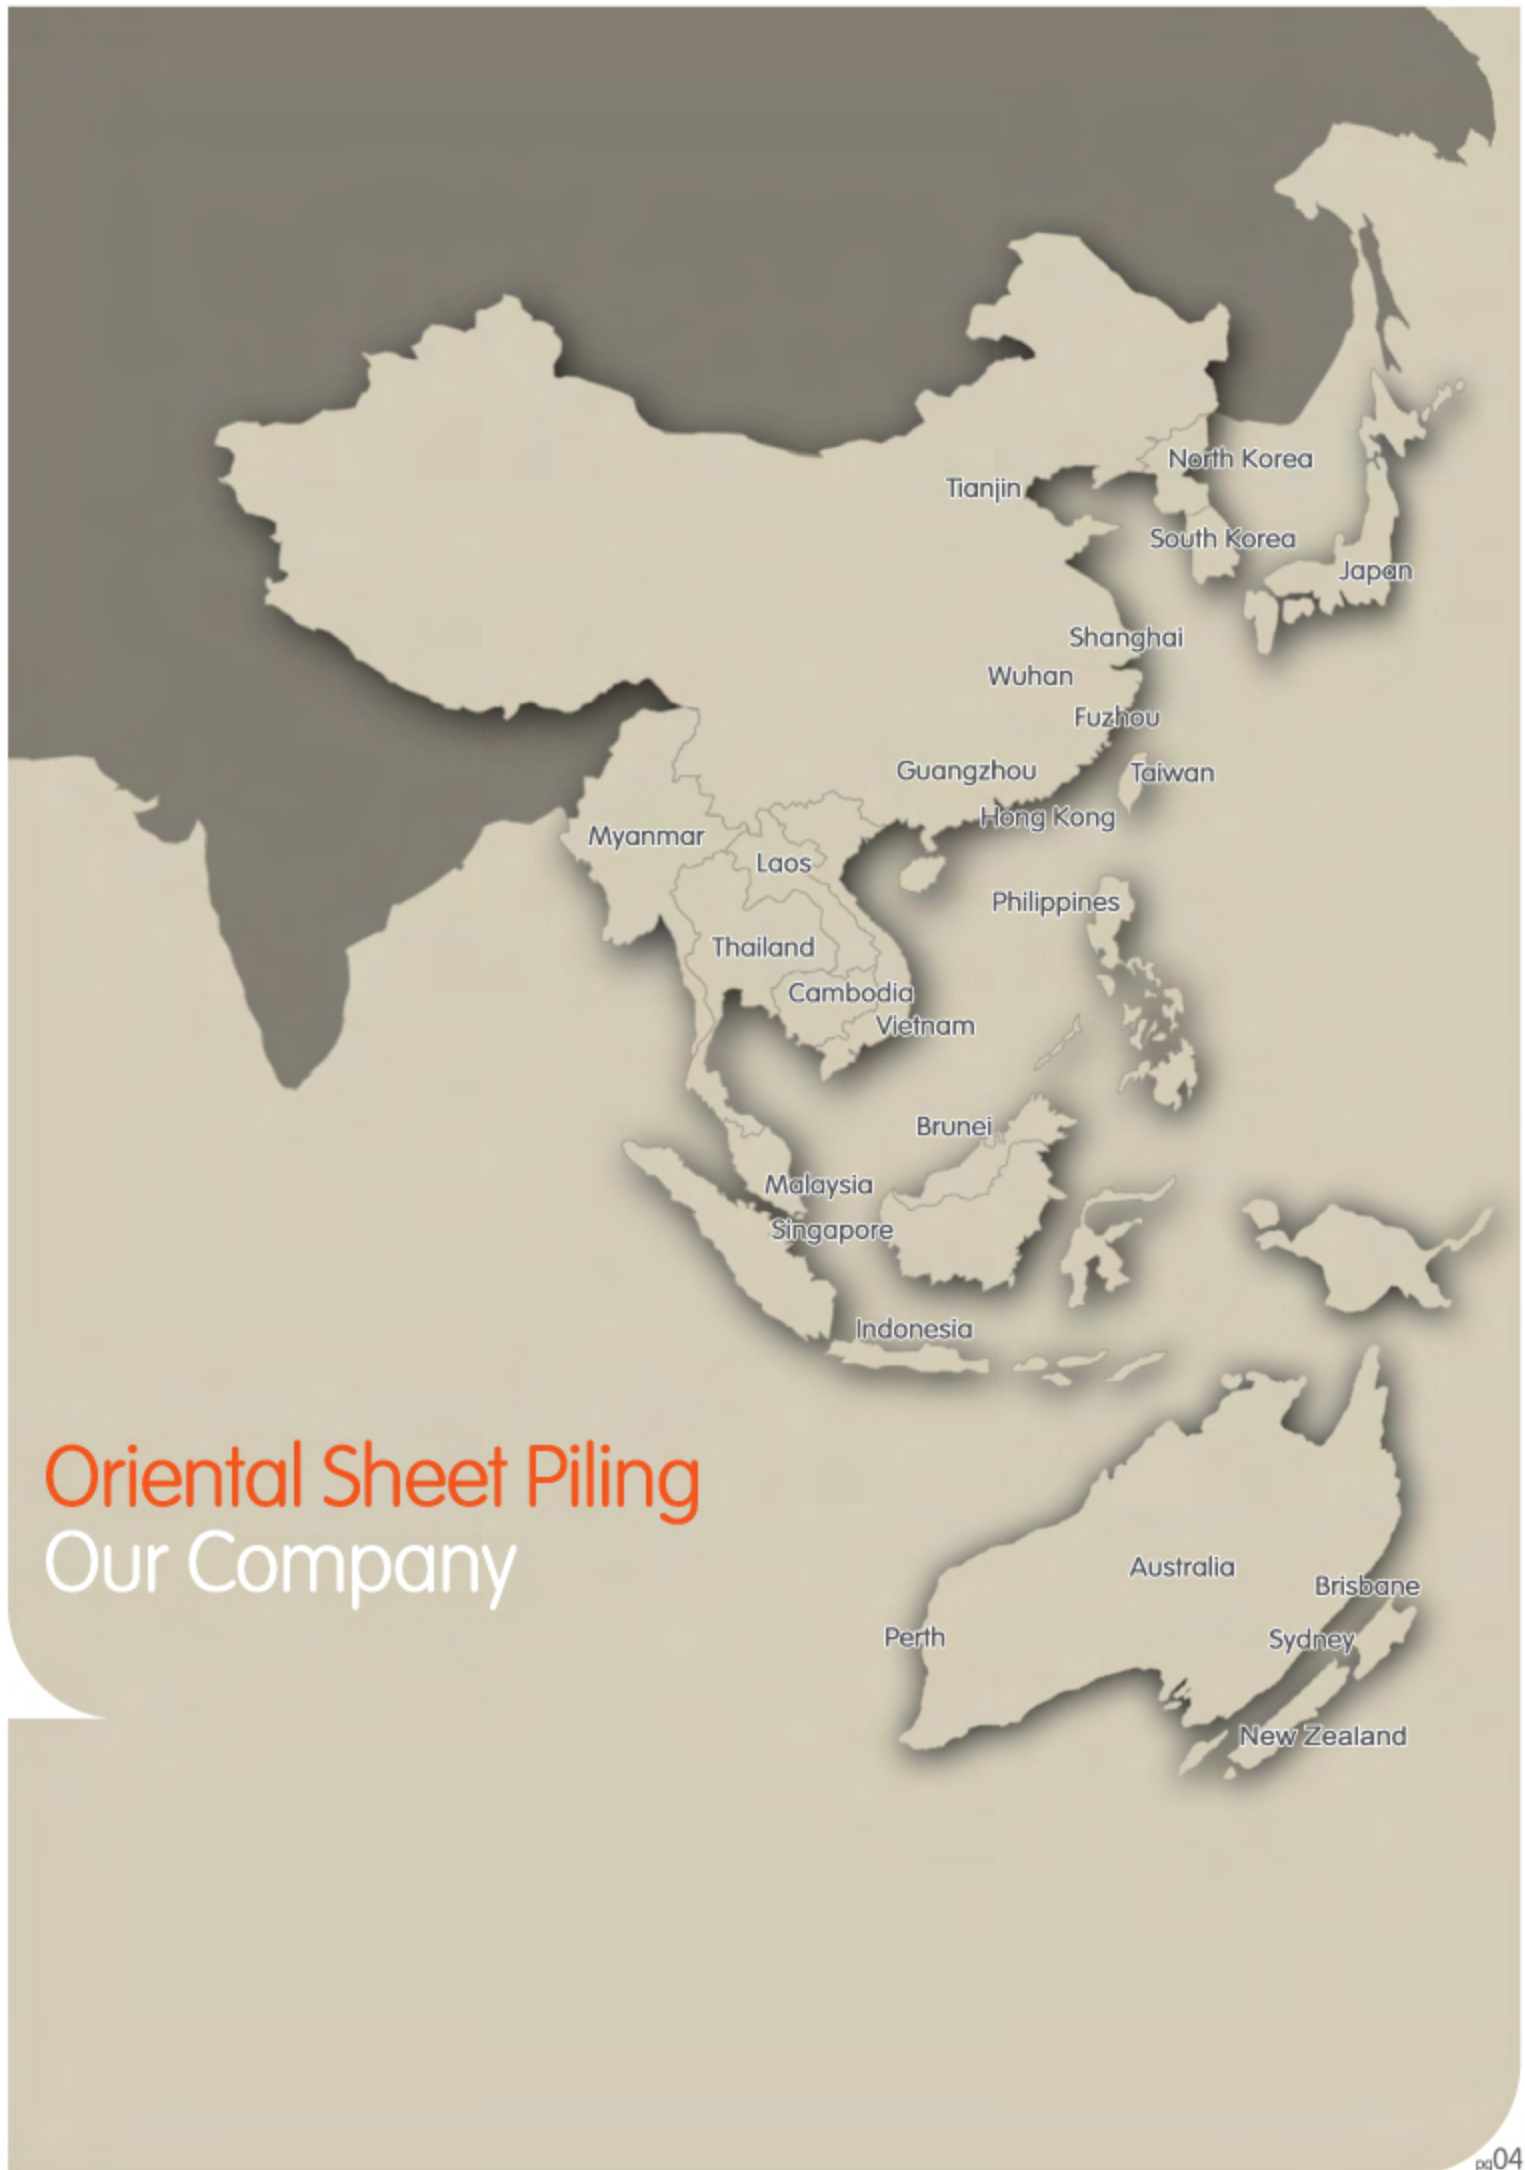 North Korea
Tianjin
South Korea
Japan
Shanghai
Wuhan
Fuzhou
Guangzhou
Taiwan
Hong Kong
Myanmar
Laos
Philippines
Thailand
Cambodia
Vietnam
Brunei
Malaysia
Singapore
Indonesia
Oriental Sheet Piling
Our Company
Australia
Brisbane
Perth
Sydney
New Zealand
pg04